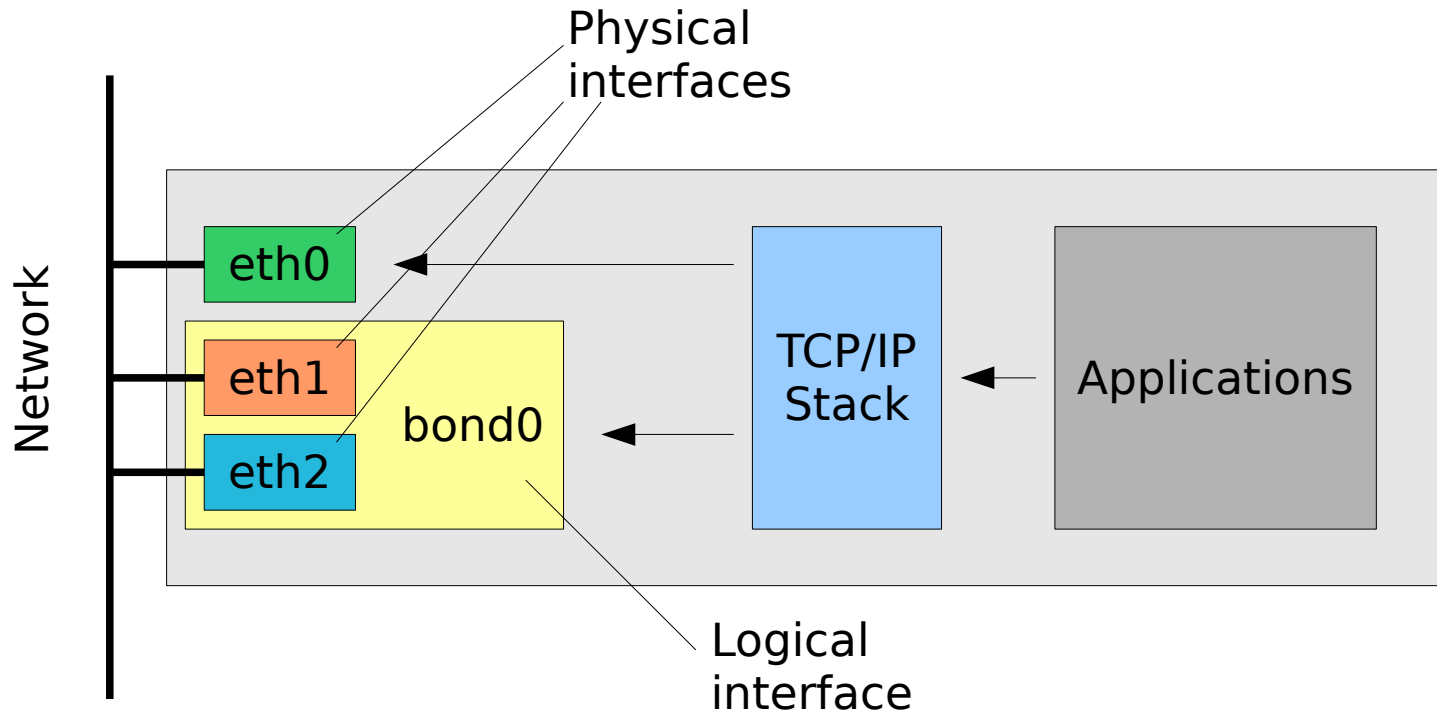 Physical
interfaces
Network
eth0
eth1
eth2
bond0
TCP/IP
Stack
Applications
Logical
interface